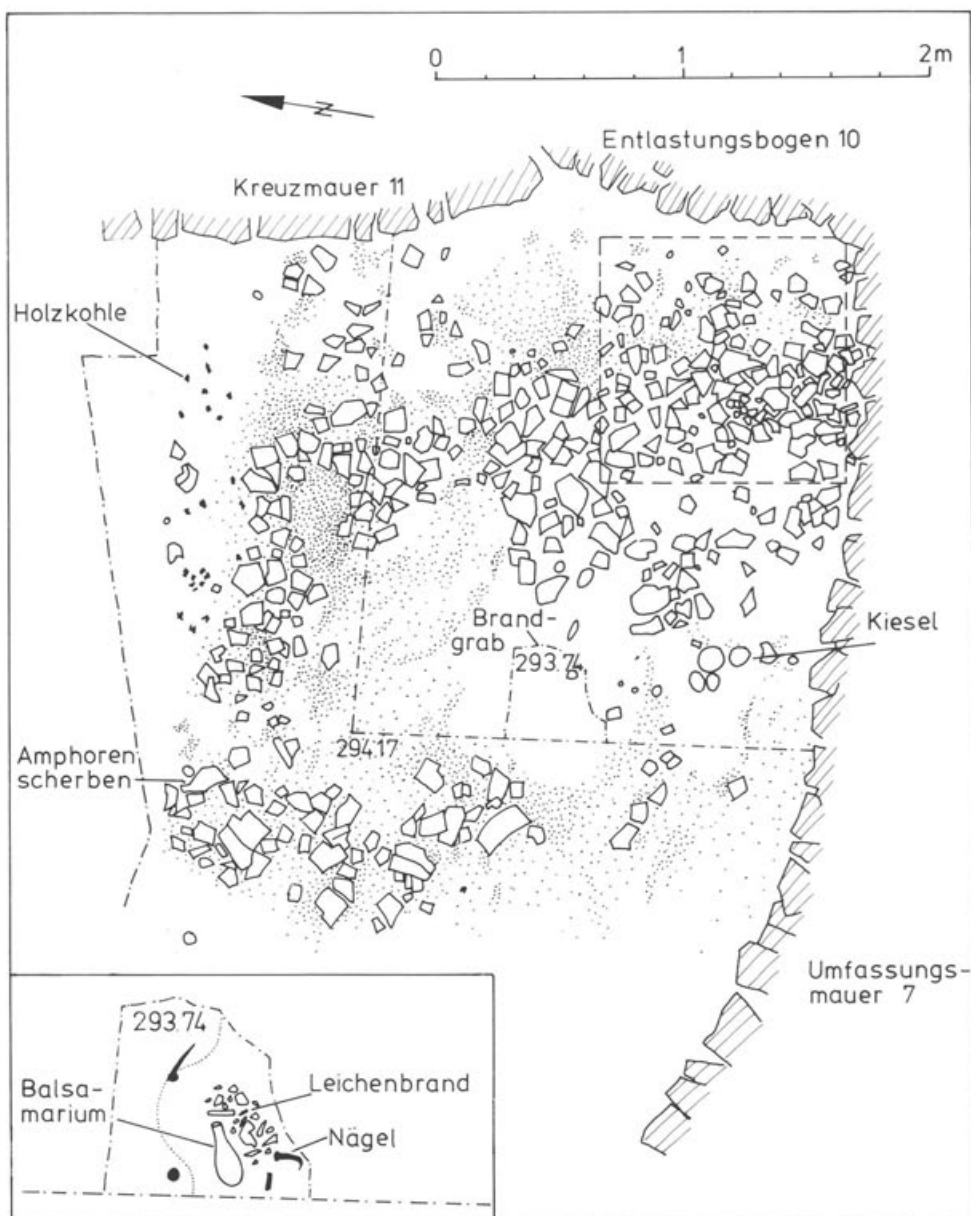 0 1 2m
N
Entlastungsbogen 10
Kreuzmauer 11
Holzkohle
Brand-
grab
293.74
Kiesel
294.17
Amphoren
scherben
Umfassungs-
mauer 7
293.74
Balsa-
marium
Leichenbrand
Nägel